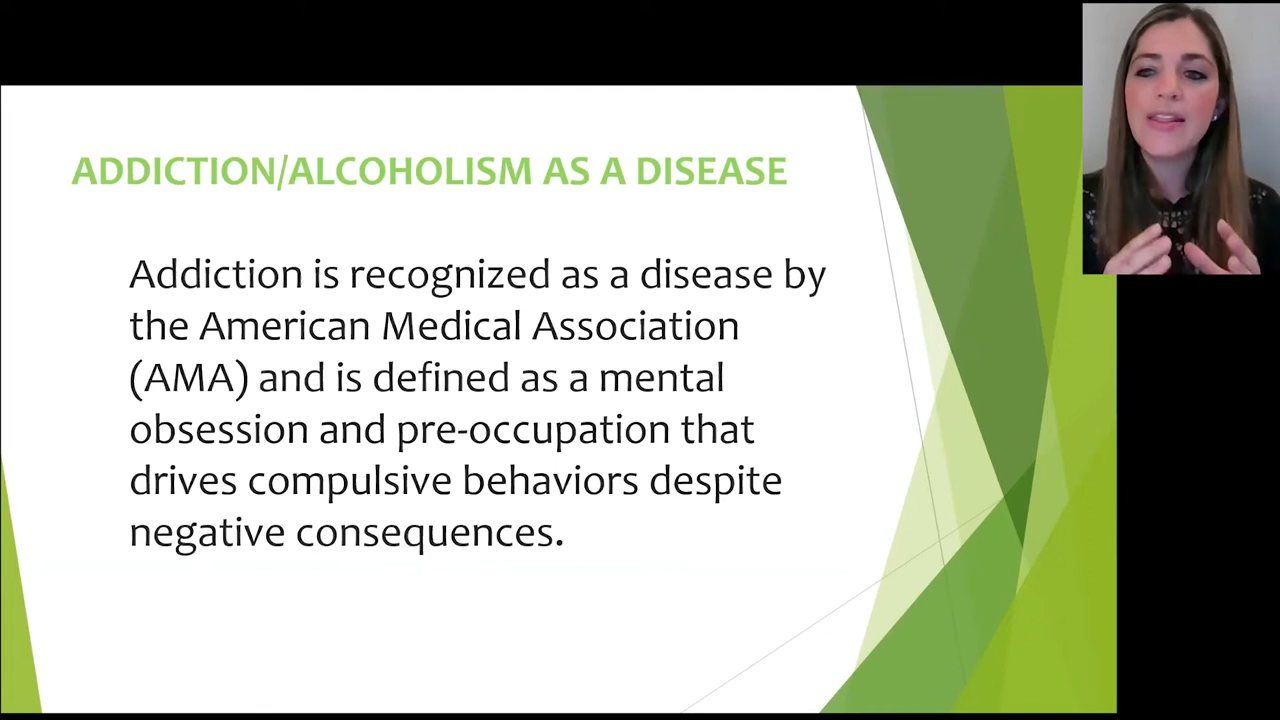 ADDICTION/ALCOHOLISM AS A DISEASE
Addiction is recognized as a disease by
the American Medical Association
(AMA) and is defined as a mental
obsession and pre-occupation that
drives compulsive behaviors despite
negative consequences.